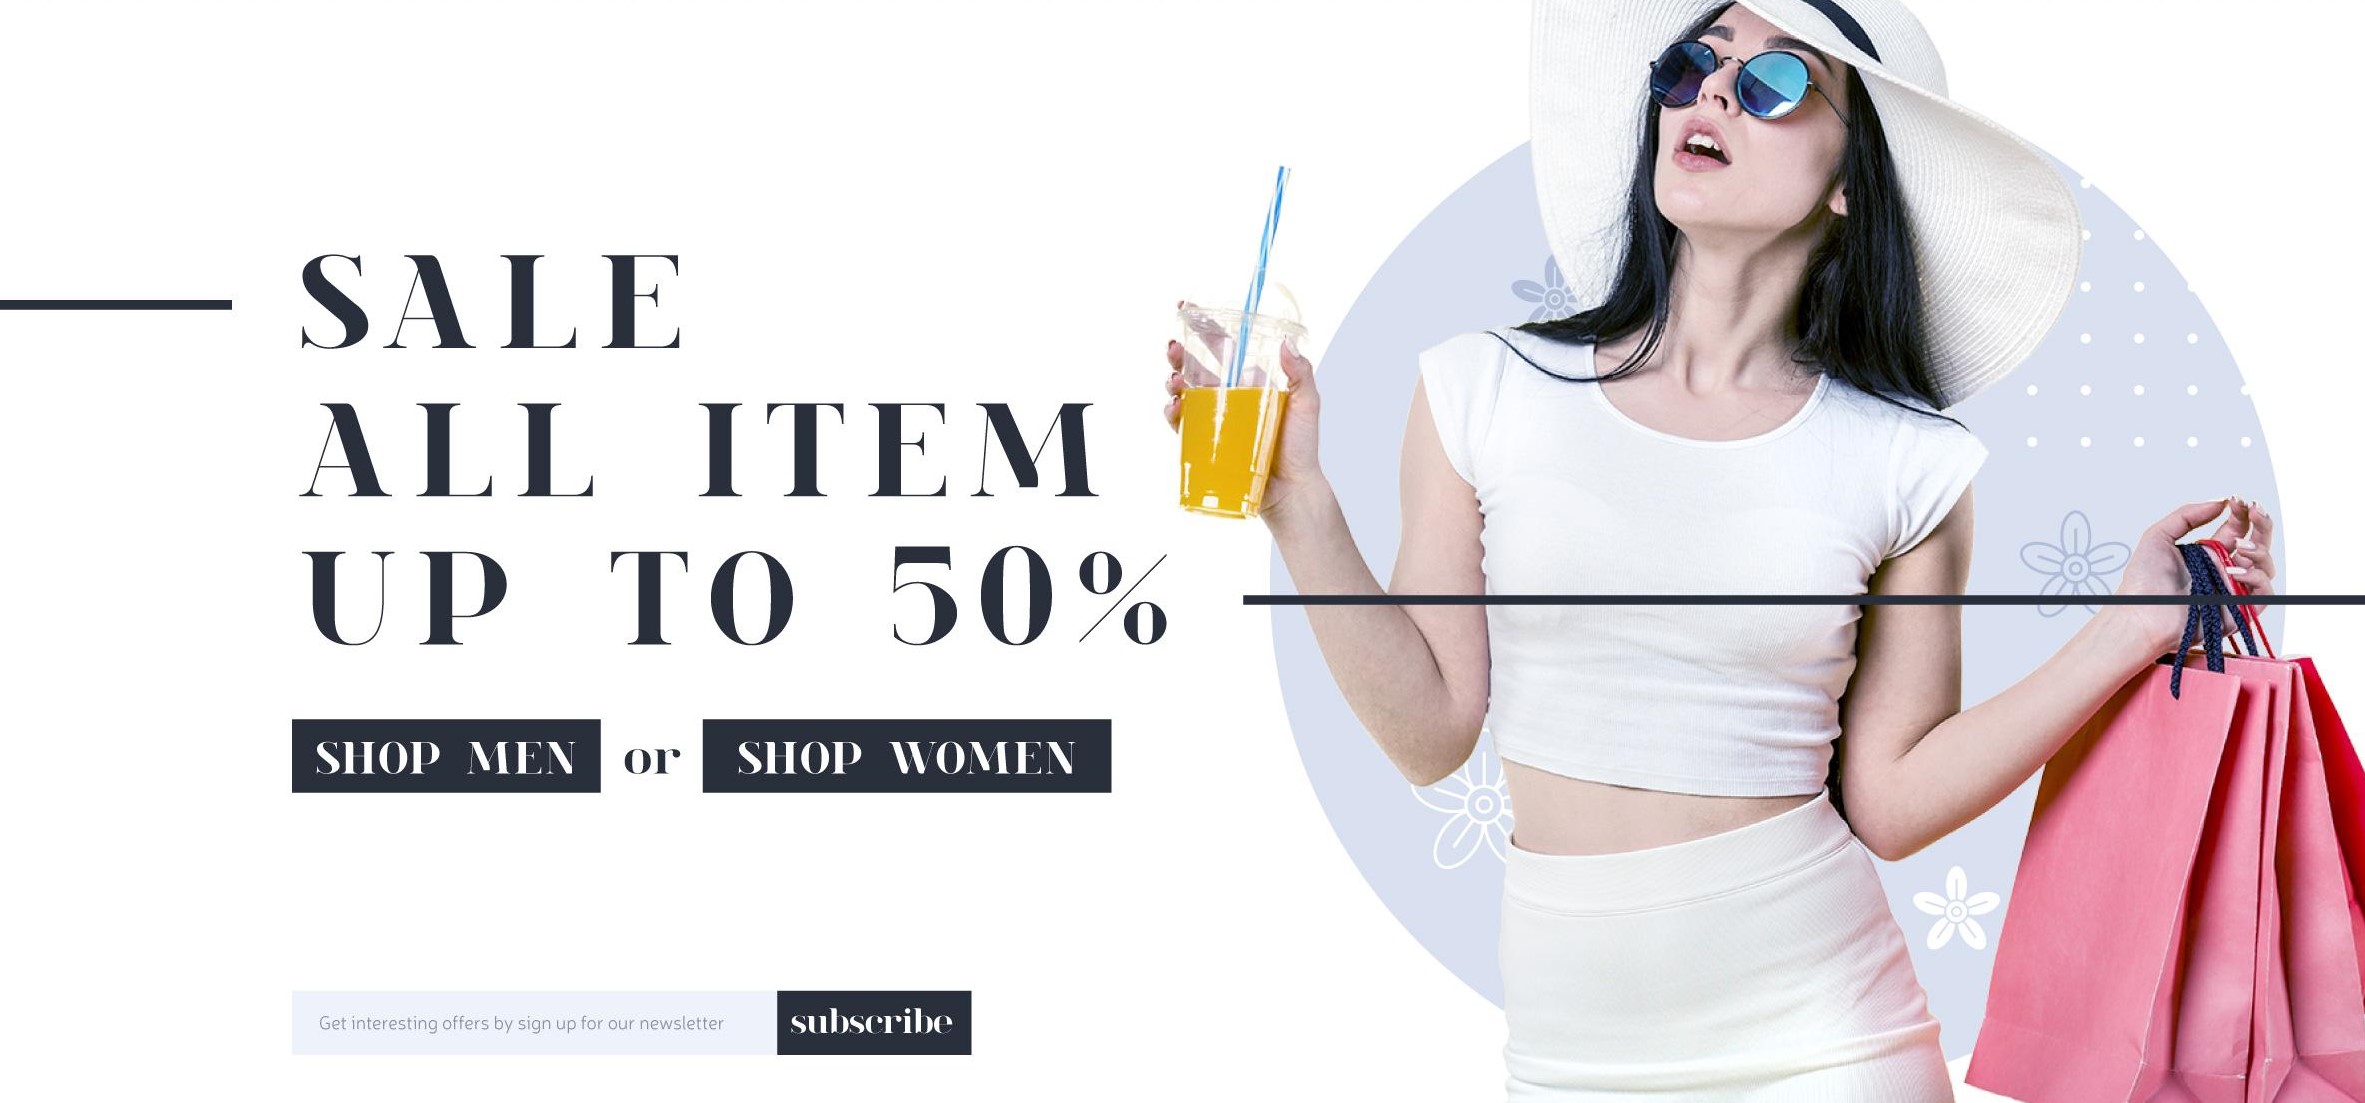 SALE
ALL ITEM
UP TO 50%
SHOP MEN or SHOP WOMEN
Get interesting offers by sign up for our newsletter subscribe